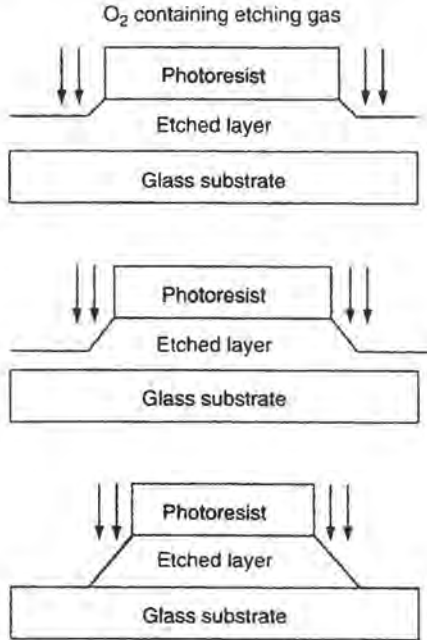 O₂ containing etching gas
Photoresist
Etched layer
Glass substrate
Photoresist
Etched layer
Glass substrate
Photoresist
Etched layer
Glass substrate